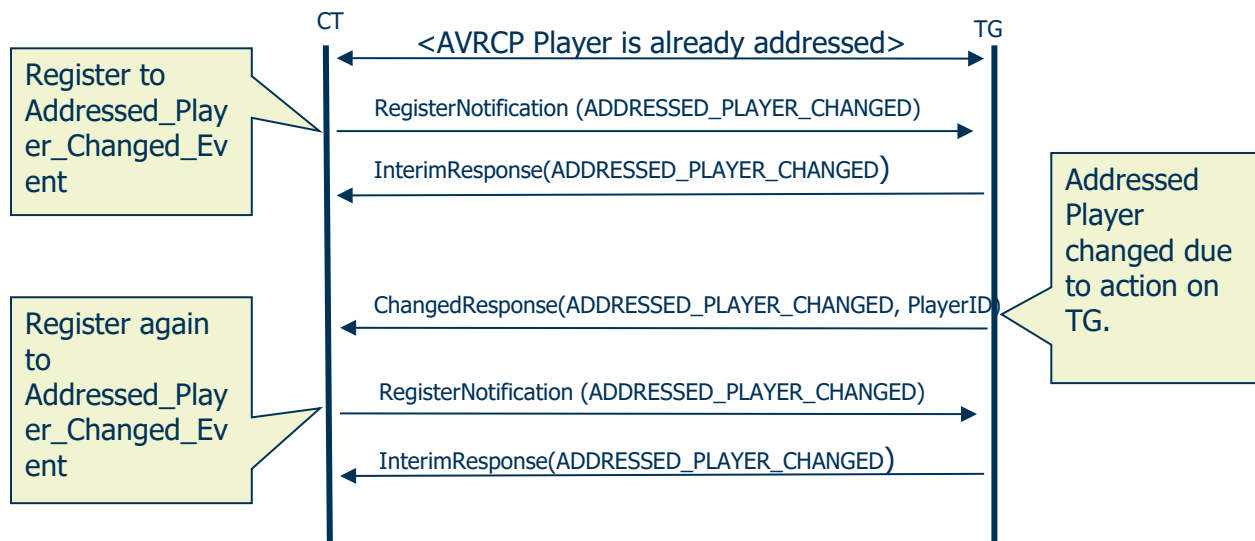 CT
TG
<AVRCP Player is already addressed>
Register to
Addressed_Play
er_Changed_Ev
ent
RegisterNotification (ADDRESSED_PLAYER_CHANGED)
InterimResponse(ADDRESSED_PLAYER_CHANGED)
Addressed
Player
changed due
to action on
TG.
ChangedResponse(ADDRESSED_PLAYER_CHANGED, PlayerID)
Register again
to
Addressed_Play
er_Changed_Ev
ent
RegisterNotification (ADDRESSED_PLAYER_CHANGED)
InterimResponse(ADDRESSED_PLAYER_CHANGED)